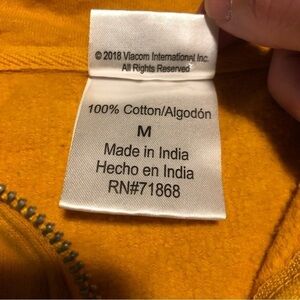 © 2018 Viacom International Inc.
All Rights Reserved
100% Cotton/Algodón
M
Made in India
Hecho en India
RN#71868